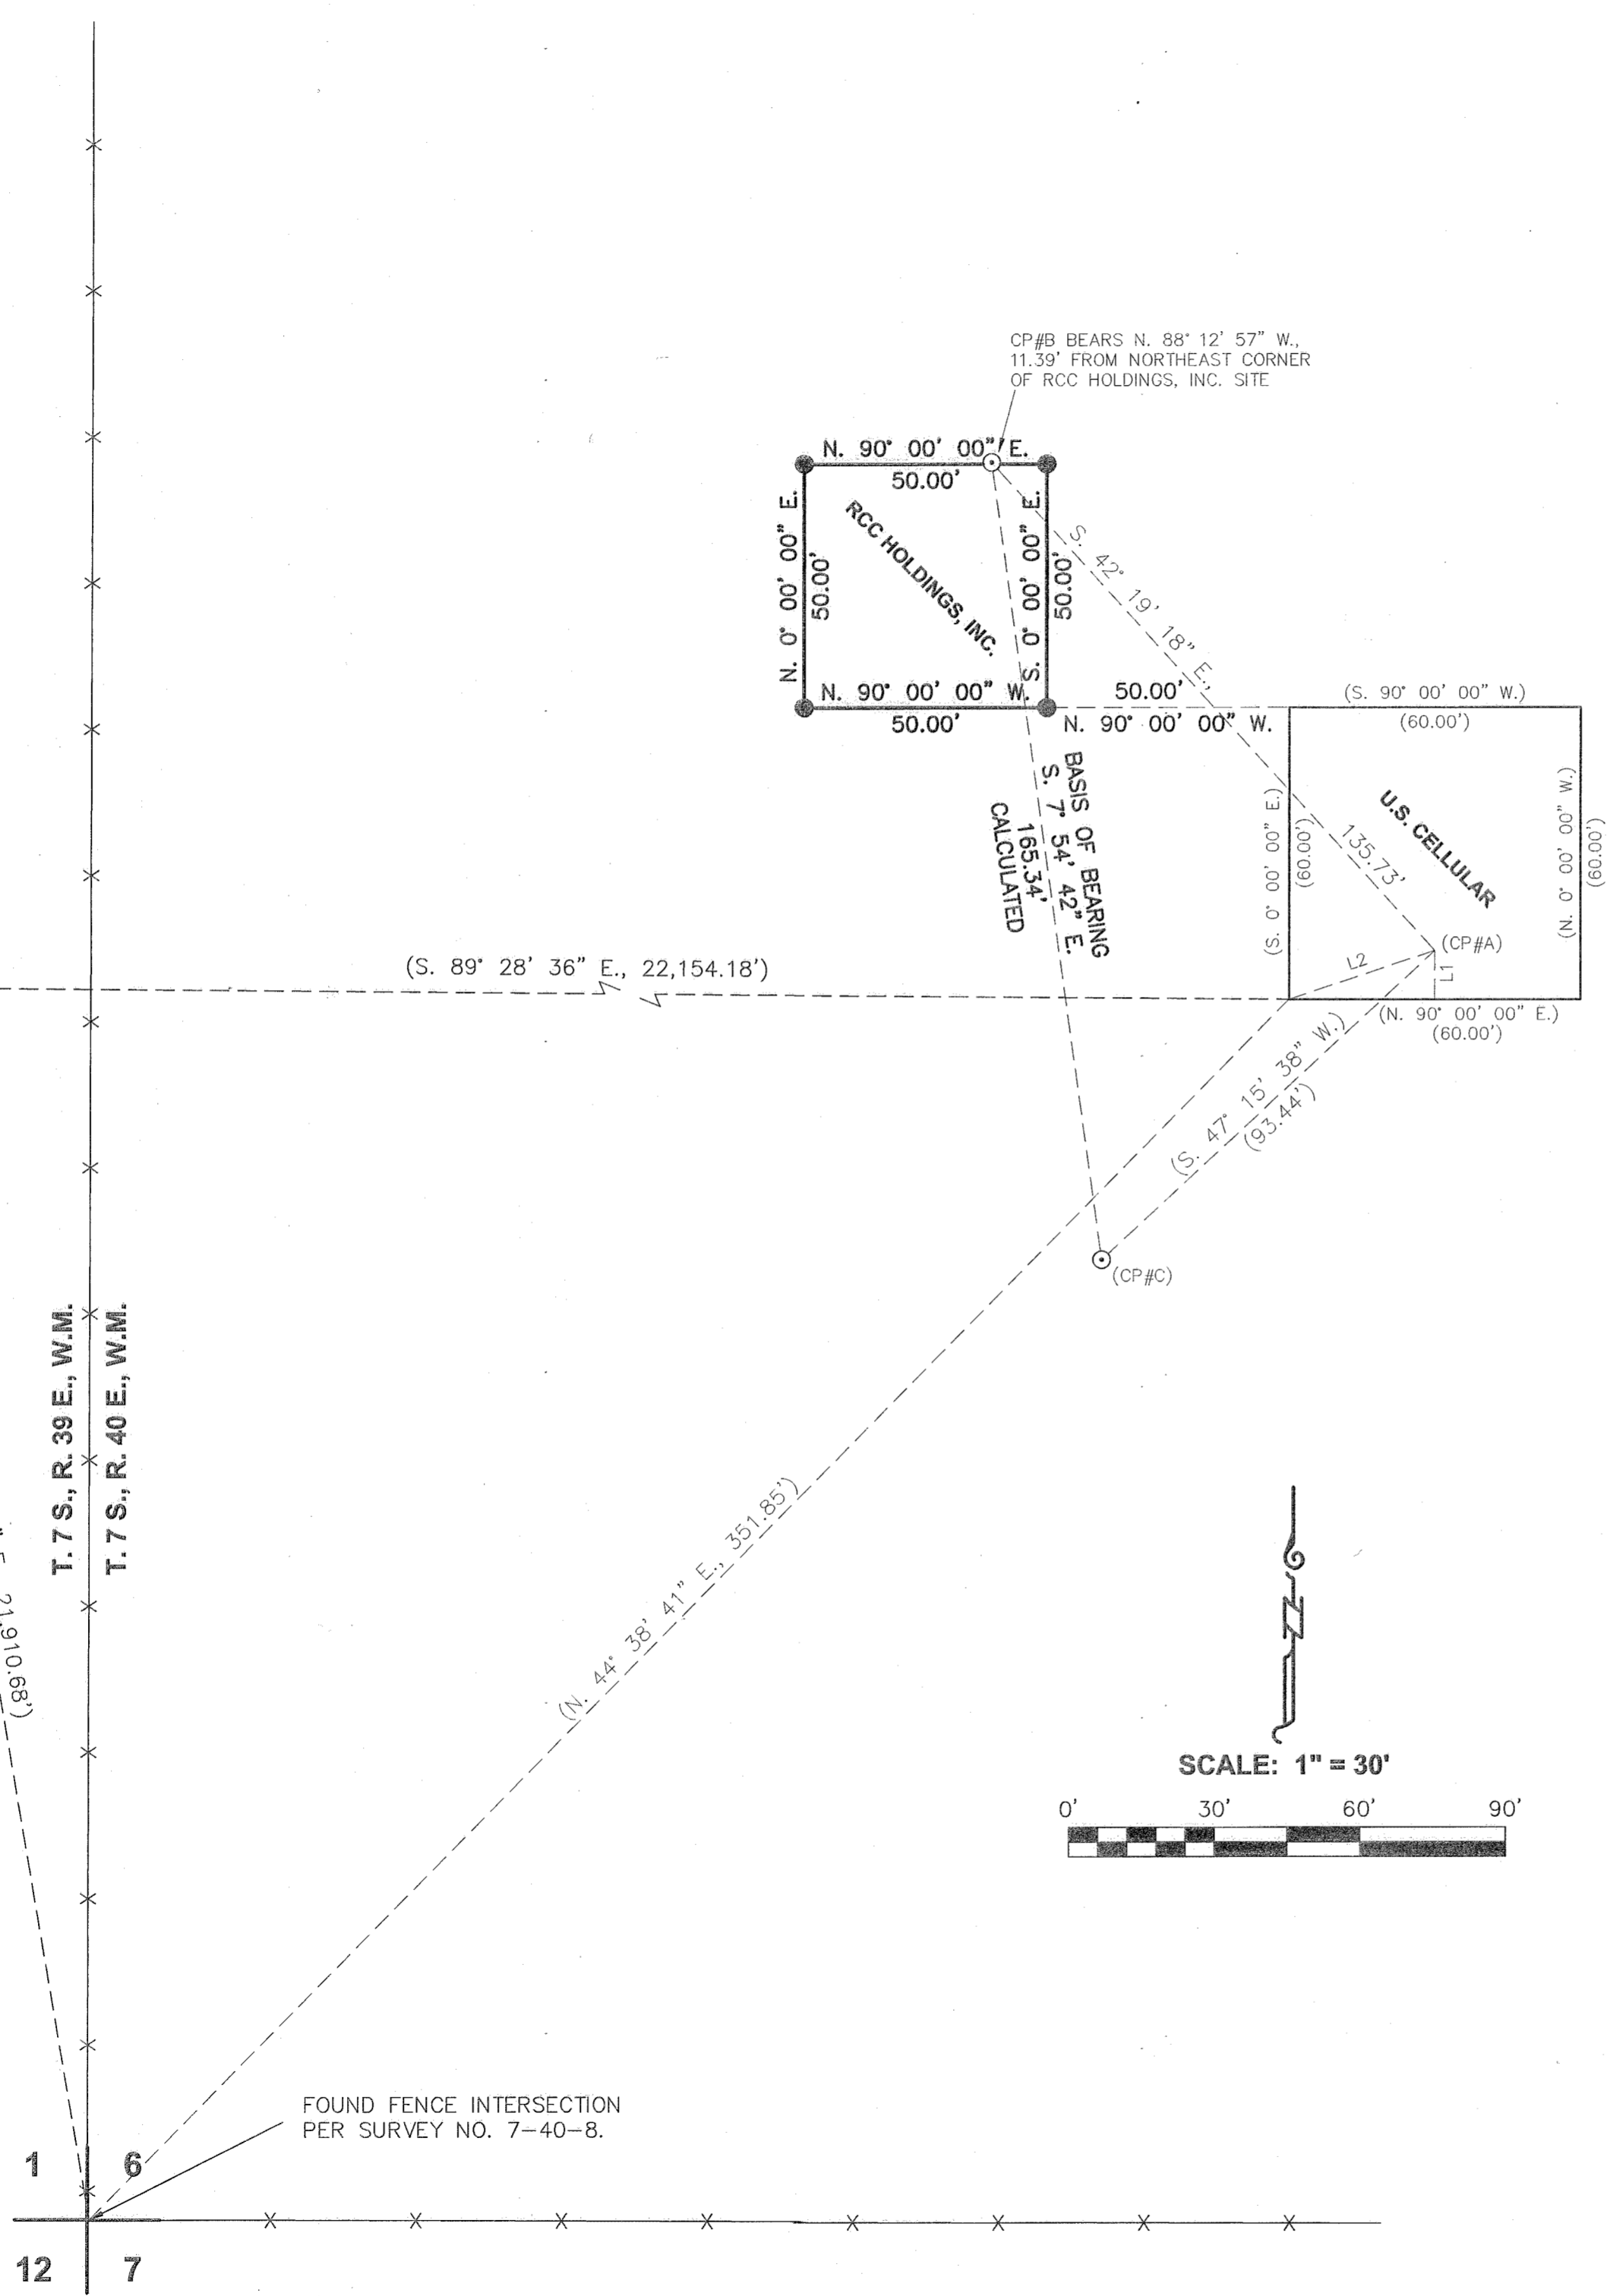 CP#B BEARS N. 88° 12' 57" W.,
11.39' FROM NORTHEAST CORNER
OF RCC HOLDINGS, INC. SITE
N. 90° 00' 00" E.
50.00'
N. 0° 00' 00" E.
50.00'
RCC HOLDINGS, INC.
S. 0° 00' 00" E.
50.00'
S. 42° 19' 18" E.,
135.73'
N. 90° 00' 00" W.
50.00'
50.00'
N. 90° 00' 00" W.
(S. 90° 00' 00" W.)
(60.00')
(S. 0° 00' 00" E.)
(60.00')
U.S. CELLULAR
(N. 0° 00' 00" W.)
(60.00')
BASIS OF BEARING
S. 7° 54' 42" E.
165.34'
CALCULATED
(CP#A)
L2
L1
(S. 89° 28' 36" E., 22,154.18')
(N. 90° 00' 00" E.)
(60.00')
(S. 47° 15' 38" W.)
(93.44')
(CP#C)
T. 7 S., R. 39 E., W.M.
T. 7 S., R. 40 E., W.M.
(N. 44° 38' 41" E., 351.85')
21,910.68')
SCALE: 1" = 30'
0' 30' 60' 90'
FOUND FENCE INTERSECTION
PER SURVEY NO. 7-40-8.
1 6
12 7